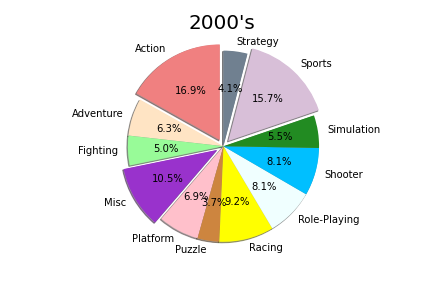 2000's
Strategy
Action
Sports
4.1%
16.9%
15.7%
Adventure
6.3%
5.5%
Simulation
Fighting
5.0%
8.1%
Shooter
10.5%
8.1%
Misc
6.9%
3.7%
9.2%
Role-Playing
Platform
Puzzle
Racing